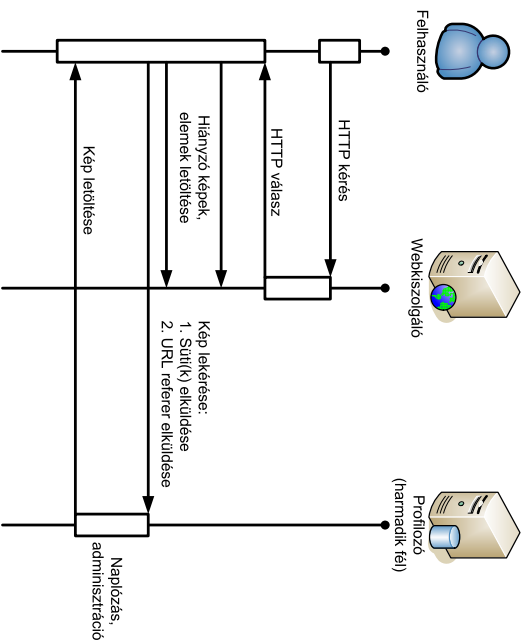 Felhasználó
Webkiszolgáló
Profilozó
(harmadik fél)
HTTP kérés
HTTP válasz
Hiányzó képek,
elemek letöltése
Kép lekérése:
1. Süti(k) elküldése
2. URL referer elküldése
Kép letöltése
Naplózás,
adminisztráció